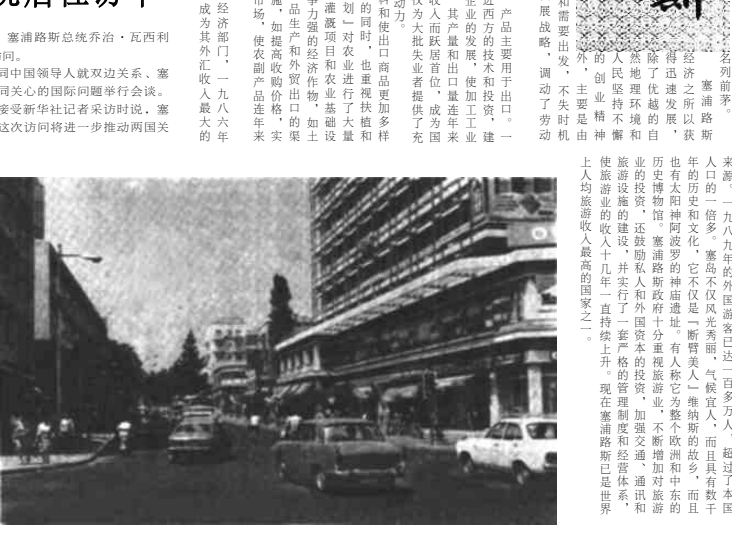 塞浦路斯总统乔治·瓦西利
访问。
同中国领导人就双边关系、塞
同关心的国际问题举行会谈。
接受新华社记者采访时说，塞
这次访问将进一步推动两国关
名列前茅。
塞浦路斯
经济之所以获
得迅速发展，
除了优越的自
然地理环境和
人民坚持不懈
的创业精神
外，主要是由
和需要出发，不失时机
展战略，调动了劳动
产品主要用于出口。一
进西方的技术和投资，建
企业的发展，使加工工业
其产量和出口量连年来
收入而跃居首位，成为国
仅为大批失业者提供了充
动力。
料和使出口商品更加多样
的同时，也重视扶植和
划》对农业进行了大量
灌溉项目和农业基础设
争力强的经济作物，如土
品生产和外贸出口的渠
施，如提高收购价格，实
市场，使农副产品连年来
经济部门，一九八六年
成为其外汇收入最大的
来源。一九八九年的外国游客已达一百多万人，超过了本国
人口的一倍多。塞岛不仅风光秀丽，气候宜人，而且具有数千
年的历史和文化，它不仅是“断臂美人”维纳斯的故乡，而且
也有太阳神阿波罗的神庙遗址。有人称它为整个欧洲和中东的
历史博物馆。塞浦路斯政府十分重视旅游业，不断增加对旅游
业的投资，还鼓励私人和外国资本的投资，加强交通、通讯和
旅游设施的建设，并实行了一套严格的管理制度和经营体系，
使旅游业的收入十几年一直持续上升。现在塞浦路斯已是世界
上人均旅游收入最高的国家之一。